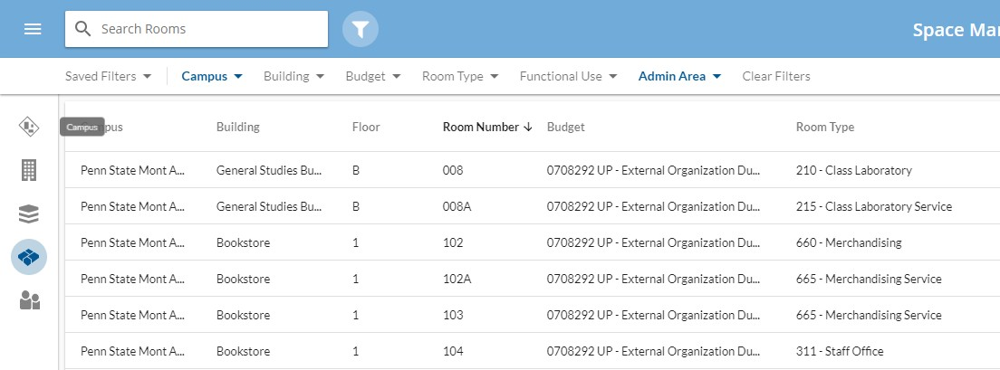 Search Rooms
Space Mar
Saved Filters Campus Building Budget Room Type Functional Use Admin Area Clear Filters
Campus pus Building Floor Room Number Budget Room Type
Penn State Mont A... General Studies Bu... B 008 0708292 UP - External Organization Du... 210 - Class Laboratory
Penn State Mont A... General Studies Bu... B 008A 0708292 UP - External Organization Du... 215 - Class Laboratory Service
Penn State Mont A... Bookstore 1 102 0708292 UP - External Organization Du... 660 - Merchandising
Penn State Mont A... Bookstore 1 102A 0708292 UP - External Organization Du... 665 - Merchandising Service
Penn State Mont A... Bookstore 1 103 0708292 UP - External Organization Du... 665 - Merchandising Service
Penn State Mont A... Bookstore 1 104 0708292 UP - External Organization Du... 311 - Staff Office